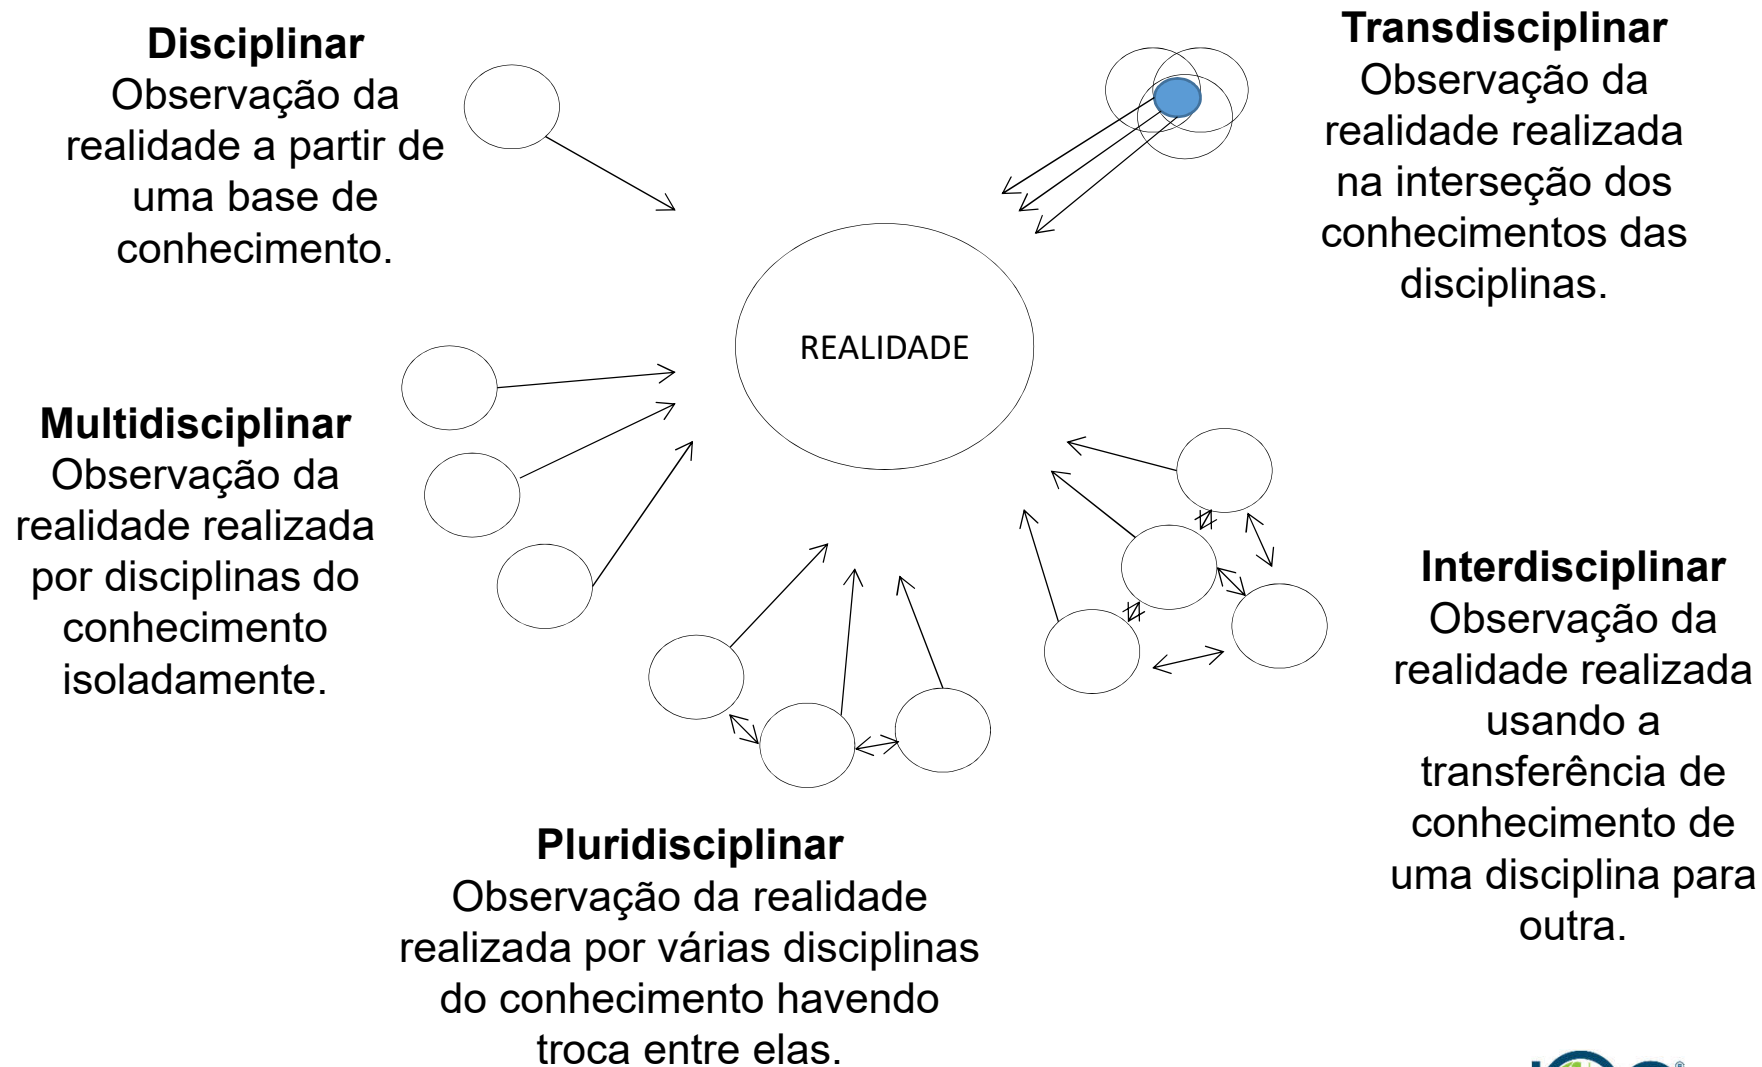 Disciplinar
Observação da
realidade a partir de
uma base de
conhecimento.
Transdisciplinar
Observação da
realidade realizada
na interseção dos
conhecimentos das
disciplinas.
REALIDADE
Multidisciplinar
Observação da
realidade realizada
por disciplinas do
conhecimento
isoladamente.
Interdisciplinar
Observação da
realidade realizada
usando a
transferência de
conhecimento de
uma disciplina para
outra.
Pluridisciplinar
Observação da realidade
realizada por várias disciplinas
do conhecimento havendo
troca entre elas.